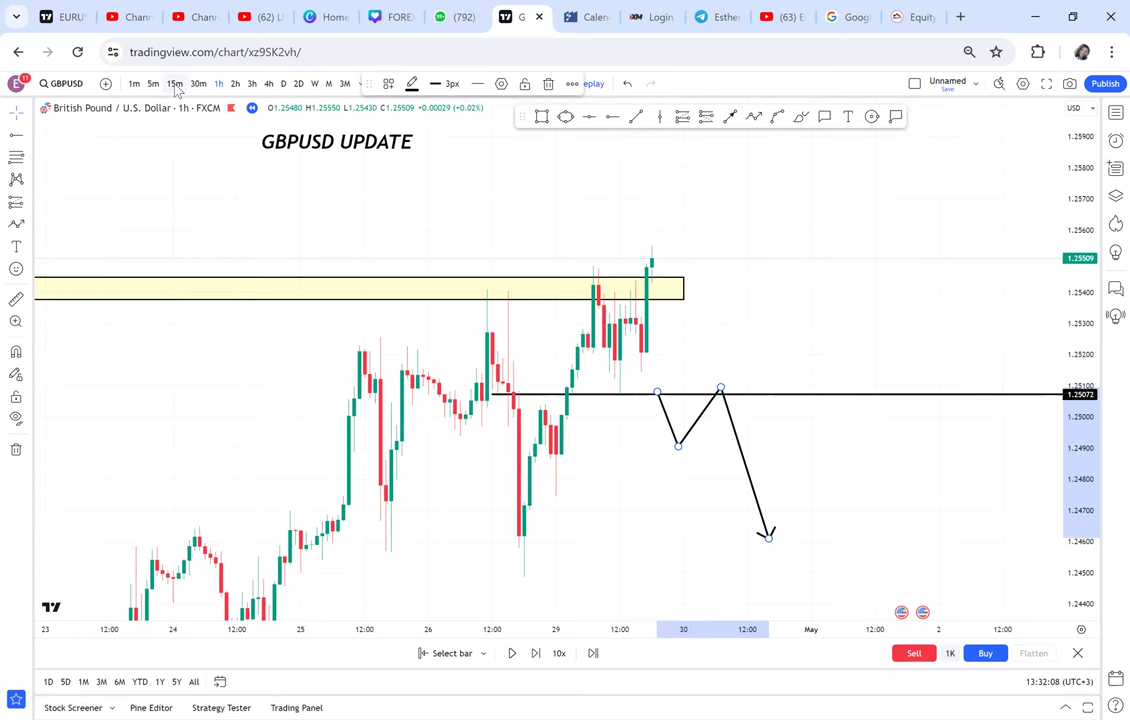 EURUS
Chann
Chann
(62) L
Home
FORE
(792)
G
Calen
Login
Esther
(63) E
Goog
Equity
tradingview.com/chart/xz9SK2vh/
E 11 GBPUSD 1m 5m 15m 30m 1h 2h 3h 4h D 2D W M 3M 3px eplay Unnamed Save Publish
British Pound / U.S. Dollar · 1h · FXCM O1.25480 H1.25550 L1.25430 C1.25509 +0.00029 (+0.02%) USD
GBPUSD UPDATE
1.25900
1.25800
1.25700
1.25600
1.25509
1.25400
1.25300
1.25200
1.25100
1.25072
1.25000
1.24900
1.24800
1.24700
1.24600
1.24500
1.24400
23 12:00 24 12:00 25 12:00 26 12:00 29 12:00 30 12:00 May 12:00 2 12:00
Select bar 10x Sell 1K Buy Flatten
1D 5D 1M 3M 6M YTD 1Y 5Y All 13:32:08 (UTC+3)
Stock Screener Pine Editor Strategy Tester Trading Panel